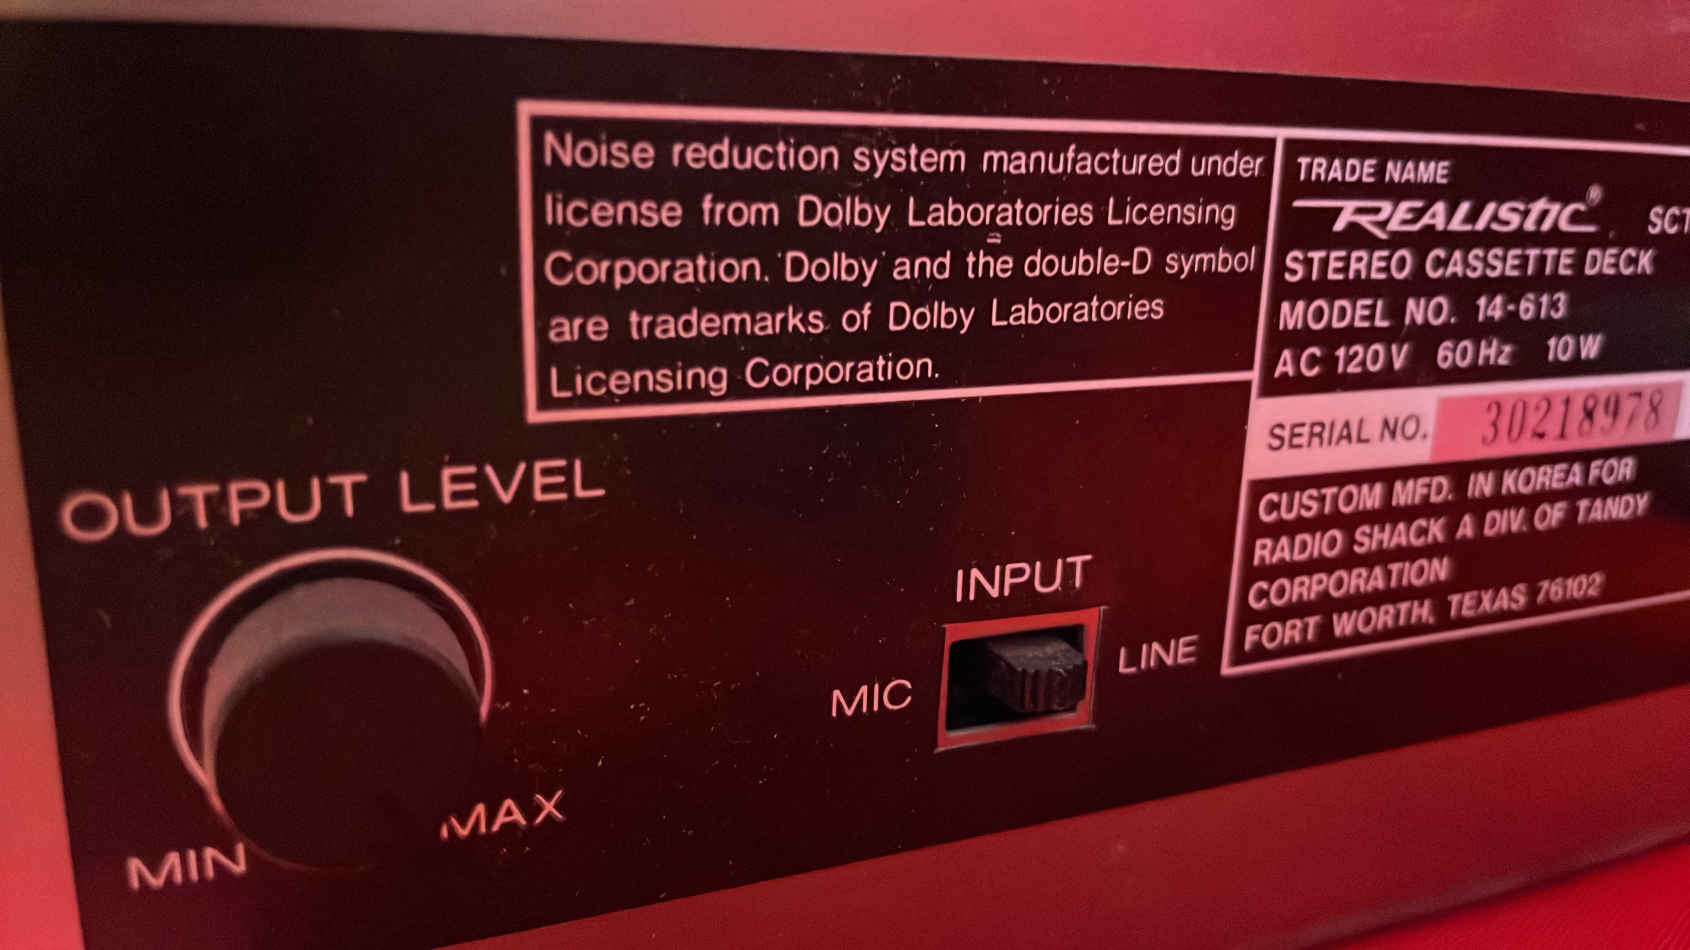 Noise reduction system manufactured under
license from Dolby Laboratories Licensing
Corporation. 'Dolby' and the double-D symbol
are trademarks of Dolby Laboratories
Licensing Corporation.
TRADE NAME
REALISTIC® SCT
STEREO CASSETTE DECK
MODEL NO. 14-613
AC 120V 60Hz 10W
SERIAL NO. 30218978
CUSTOM MFD. IN KOREA FOR
RADIO SHACK A DIV. OF TANDY
CORPORATION
FORT WORTH, TEXAS 76102
OUTPUT LEVEL
MIN
MAX
INPUT
MIC
LINE